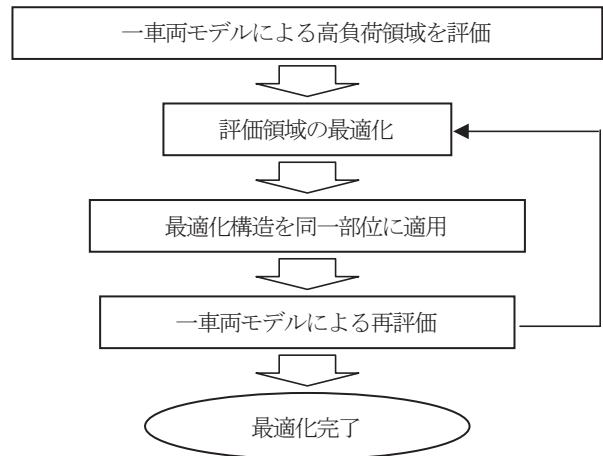 一車両モデルによる高負荷領域を評価
評価領域の最適化
最適化構造を同一部位に適用
一車両モデルによる再評価
最適化完了